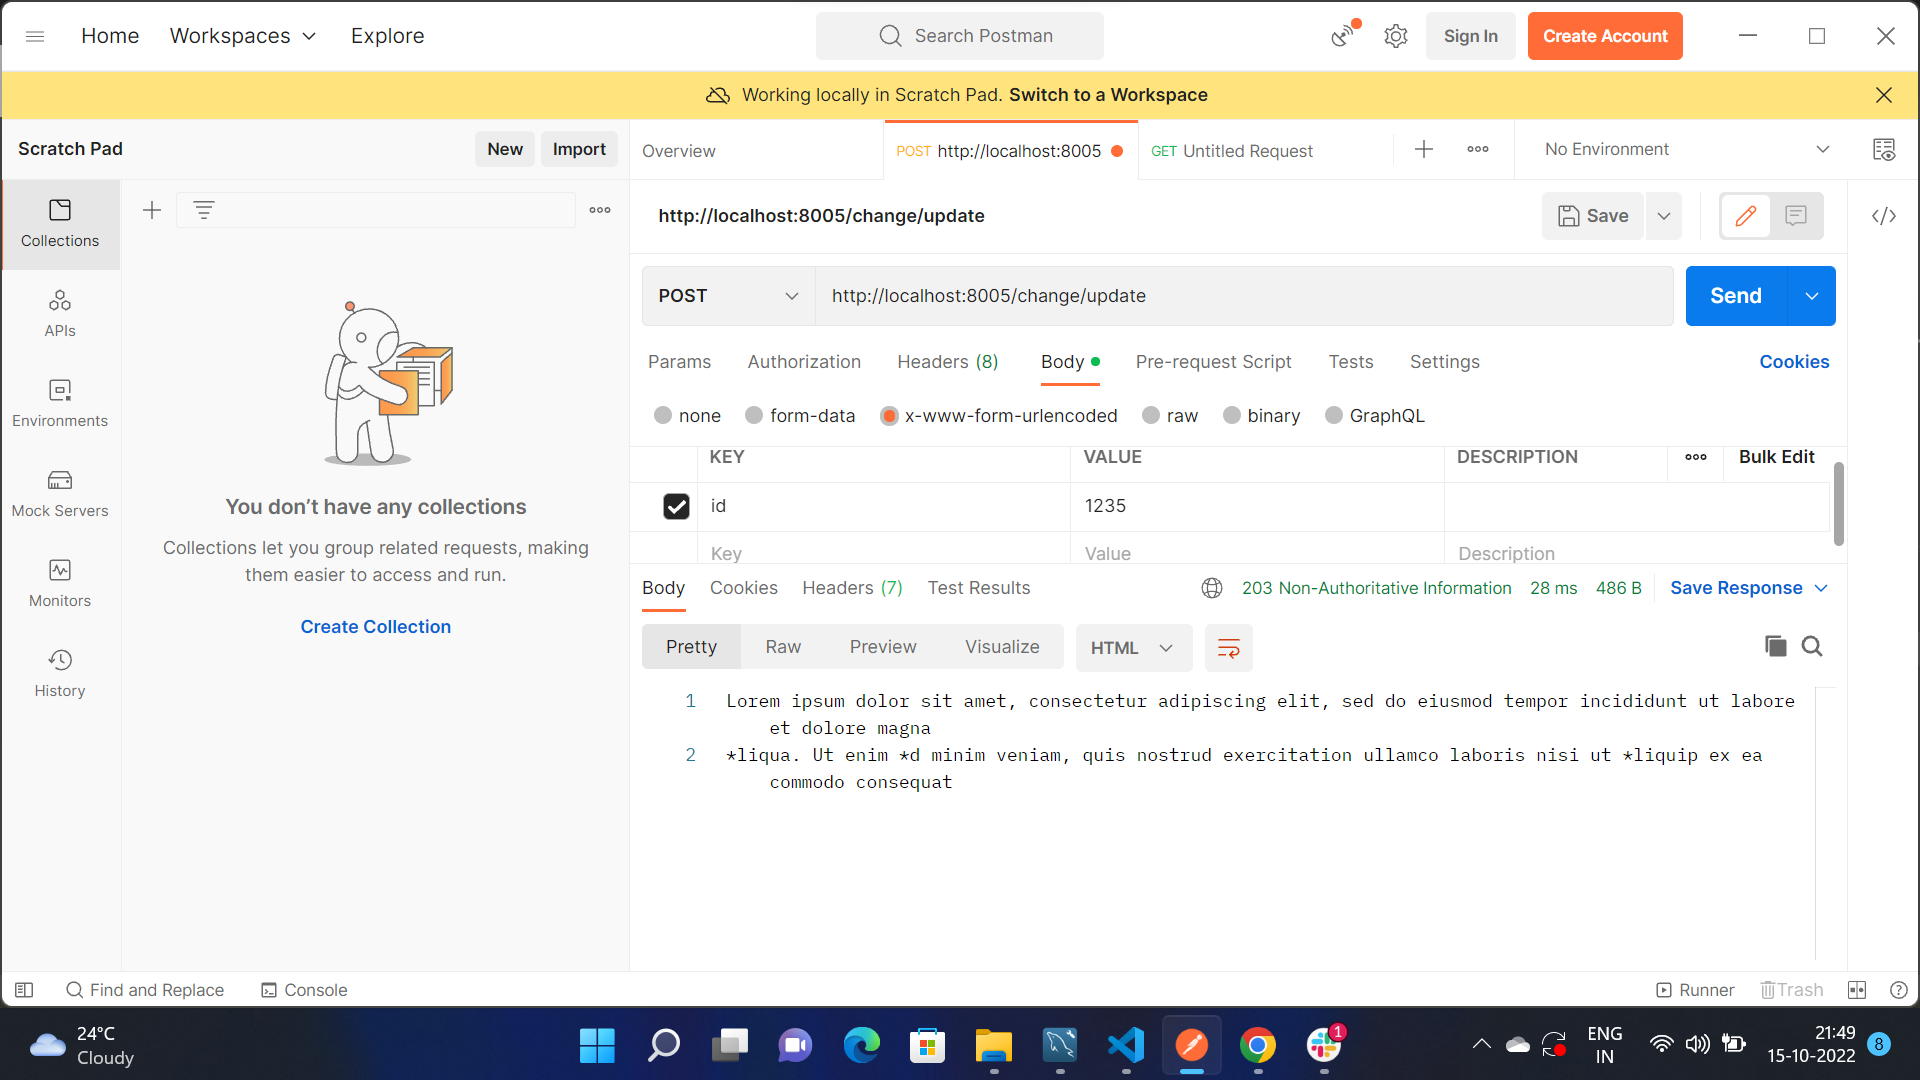 Home
Workspaces
Explore
Search Postman
Sign In
Create Account
Working locally in Scratch Pad. Switch to a Workspace
Scratch Pad
New
Import
Overview
POST http://localhost:8005
GET Untitled Request
No Environment
Collections
APIs
Environments
Mock Servers
Monitors
History
You don’t have any collections
Collections let you group related requests, making
them easier to access and run.
Create Collection
http://localhost:8005/change/update
Save
POST
http://localhost:8005/change/update
Send
Params
Authorization
Headers (8)
Body
Pre-request Script
Tests
Settings
Cookies
none
form-data
x-www-form-urlencoded
raw
binary
GraphQL
KEY
VALUE
DESCRIPTION
Bulk Edit
id
1235
Key
Value
Description
Body
Cookies
Headers (7)
Test Results
203 Non-Authoritative Information
28 ms
486 B
Save Response
Pretty
Raw
Preview
Visualize
HTML
1 Lorem ipsum dolor sit amet, consectetur adipiscing elit, sed do eiusmod tempor incididunt ut labore
et dolore magna
2 *liqua. Ut enim *d minim veniam, quis nostrud exercitation ullamco laboris nisi ut *liquip ex ea
commodo consequat
Find and Replace
Console
Runner
Trash
24°C
Cloudy
1
ENG
IN
21:49
15-10-2022
8